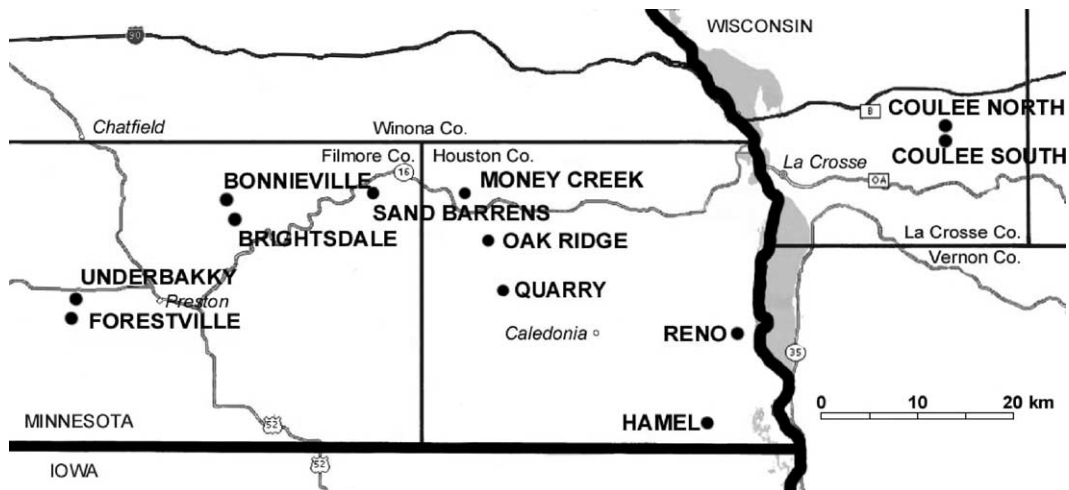 WISCONSIN
90
Chatfield
Winona Co.
B
COULEE NORTH
COULEE SOUTH
Filmore Co.
Houston Co.
16
La Crosse
OA
BONNIEVILLE
MONEY CREEK
SAND BARRENS
BRIGHTSDALE
OAK RIDGE
La Crosse Co.
Vernon Co.
UNDERBAKKY
Preston
QUARRY
FORESTVILLE
Caledonia
RENO
35
0 10 20 km
MINNESOTA
52
HAMEL
IOWA
52